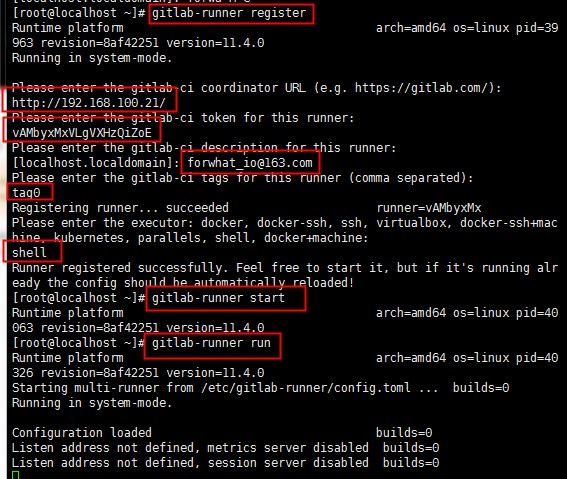 [root@localhost ~]# gitlab-runner register
Runtime platform                                    arch=amd64 os=linux pid=39
963 revision=8af42251 version=11.4.0
Running in system-mode.
Please enter the gitlab-ci coordinator URL (e.g. https://gitlab.com/):
http://192.168.100.21/
Please enter the gitlab-ci token for this runner:
vAMbyxMxVLgVXHzQiZoE
Please enter the gitlab-ci description for this runner:
[localhost.localdomain]: forwhat_io@163.com
Please enter the gitlab-ci tags for this runner (comma separated):
tag0
Registering runner... succeeded                     runner=vAMbyxMx
Please enter the executor: docker, docker-ssh, ssh, virtualbox, docker-ssh+mac
hine, kubernetes, parallels, shell, docker+machine:
shell
Runner registered successfully. Feel free to start it, but if it's running alr
eady the config should be automatically reloaded!
[root@localhost ~]# gitlab-runner start
Runtime platform                                    arch=amd64 os=linux pid=40
063 revision=8af42251 version=11.4.0
[root@localhost ~]# gitlab-runner run
Runtime platform                                    arch=amd64 os=linux pid=40
326 revision=8af42251 version=11.4.0
Starting multi-runner from /etc/gitlab-runner/config.toml ...  builds=0
Running in system-mode.
Configuration loaded                                builds=0
Listen address not defined, metrics server disabled  builds=0
Listen address not defined, session server disabled  builds=0